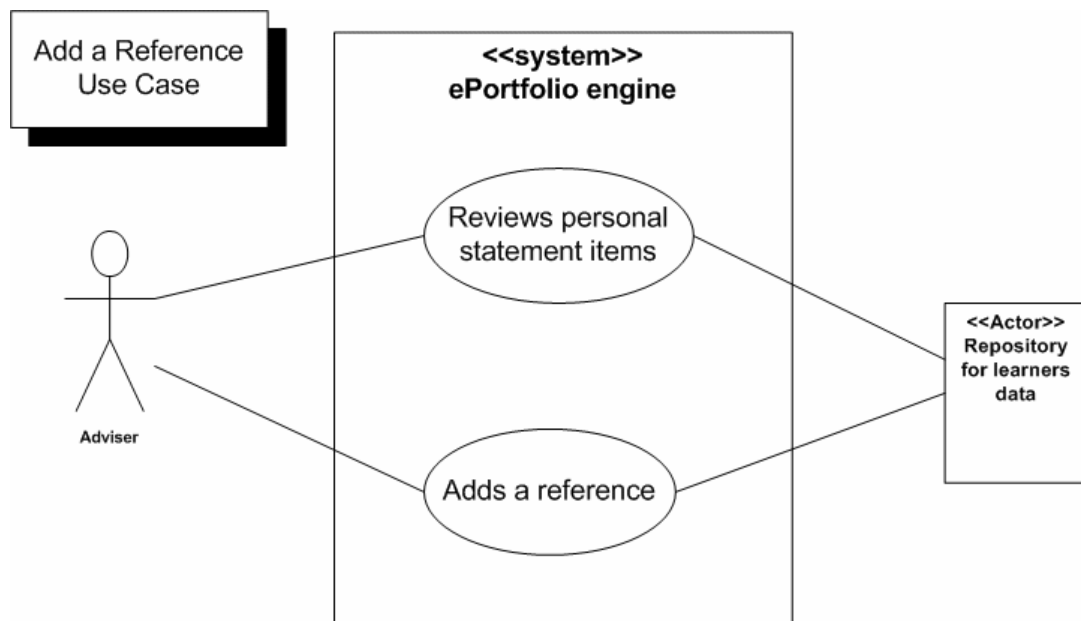 Add a Reference
Use Case
<<system>>
ePortfolio engine
Reviews personal
statement items
<<Actor>>
Repository
for learners
data
Adviser
Adds a reference